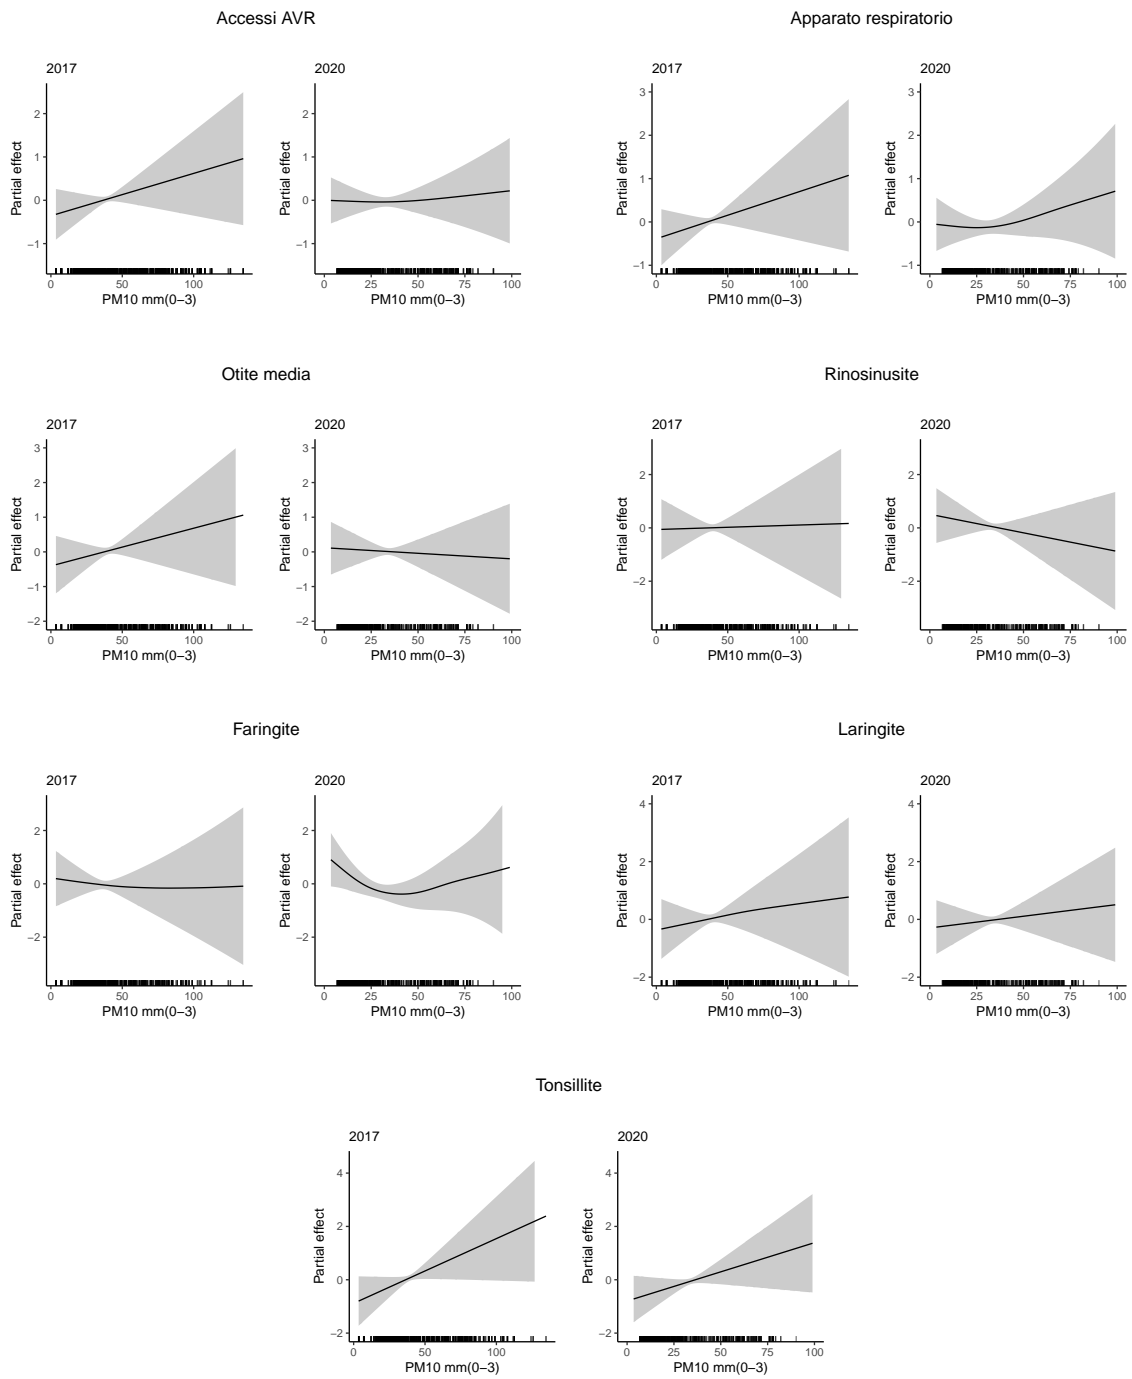 Accessi AVR
Apparato respiratorio
2017
2020
2017
2020
Partial effect
2
1
0
−1
Partial effect
2
1
0
−1
Partial effect
3
2
1
0
−1
Partial effect
3
2
1
0
−1
0 50 100
0 25 50 75 100
0 50 100
0 25 50 75 100
PM10 mm(0−3)
PM10 mm(0−3)
PM10 mm(0−3)
PM10 mm(0−3)
Otite media
Rinosinusite
2017
2020
2017
2020
Partial effect
3
2
1
0
−1
−2
Partial effect
3
2
1
0
−1
−2
Partial effect
2
0
−2
Partial effect
2
0
−2
0 50 100
0 25 50 75 100
0 50 100
0 25 50 75 100
PM10 mm(0−3)
PM10 mm(0−3)
PM10 mm(0−3)
PM10 mm(0−3)
Faringite
Laringite
2017
2020
2017
2020
Partial effect
2
0
−2
Partial effect
2
0
−2
Partial effect
4
2
0
−2
Partial effect
4
2
0
−2
0 50 100
0 25 50 75 100
0 50 100
0 25 50 75 100
PM10 mm(0−3)
PM10 mm(0−3)
PM10 mm(0−3)
PM10 mm(0−3)
Tonsillite
2017
2020
Partial effect
4
2
0
−2
Partial effect
4
2
0
−2
0 50 100
0 25 50 75 100
PM10 mm(0−3)
PM10 mm(0−3)